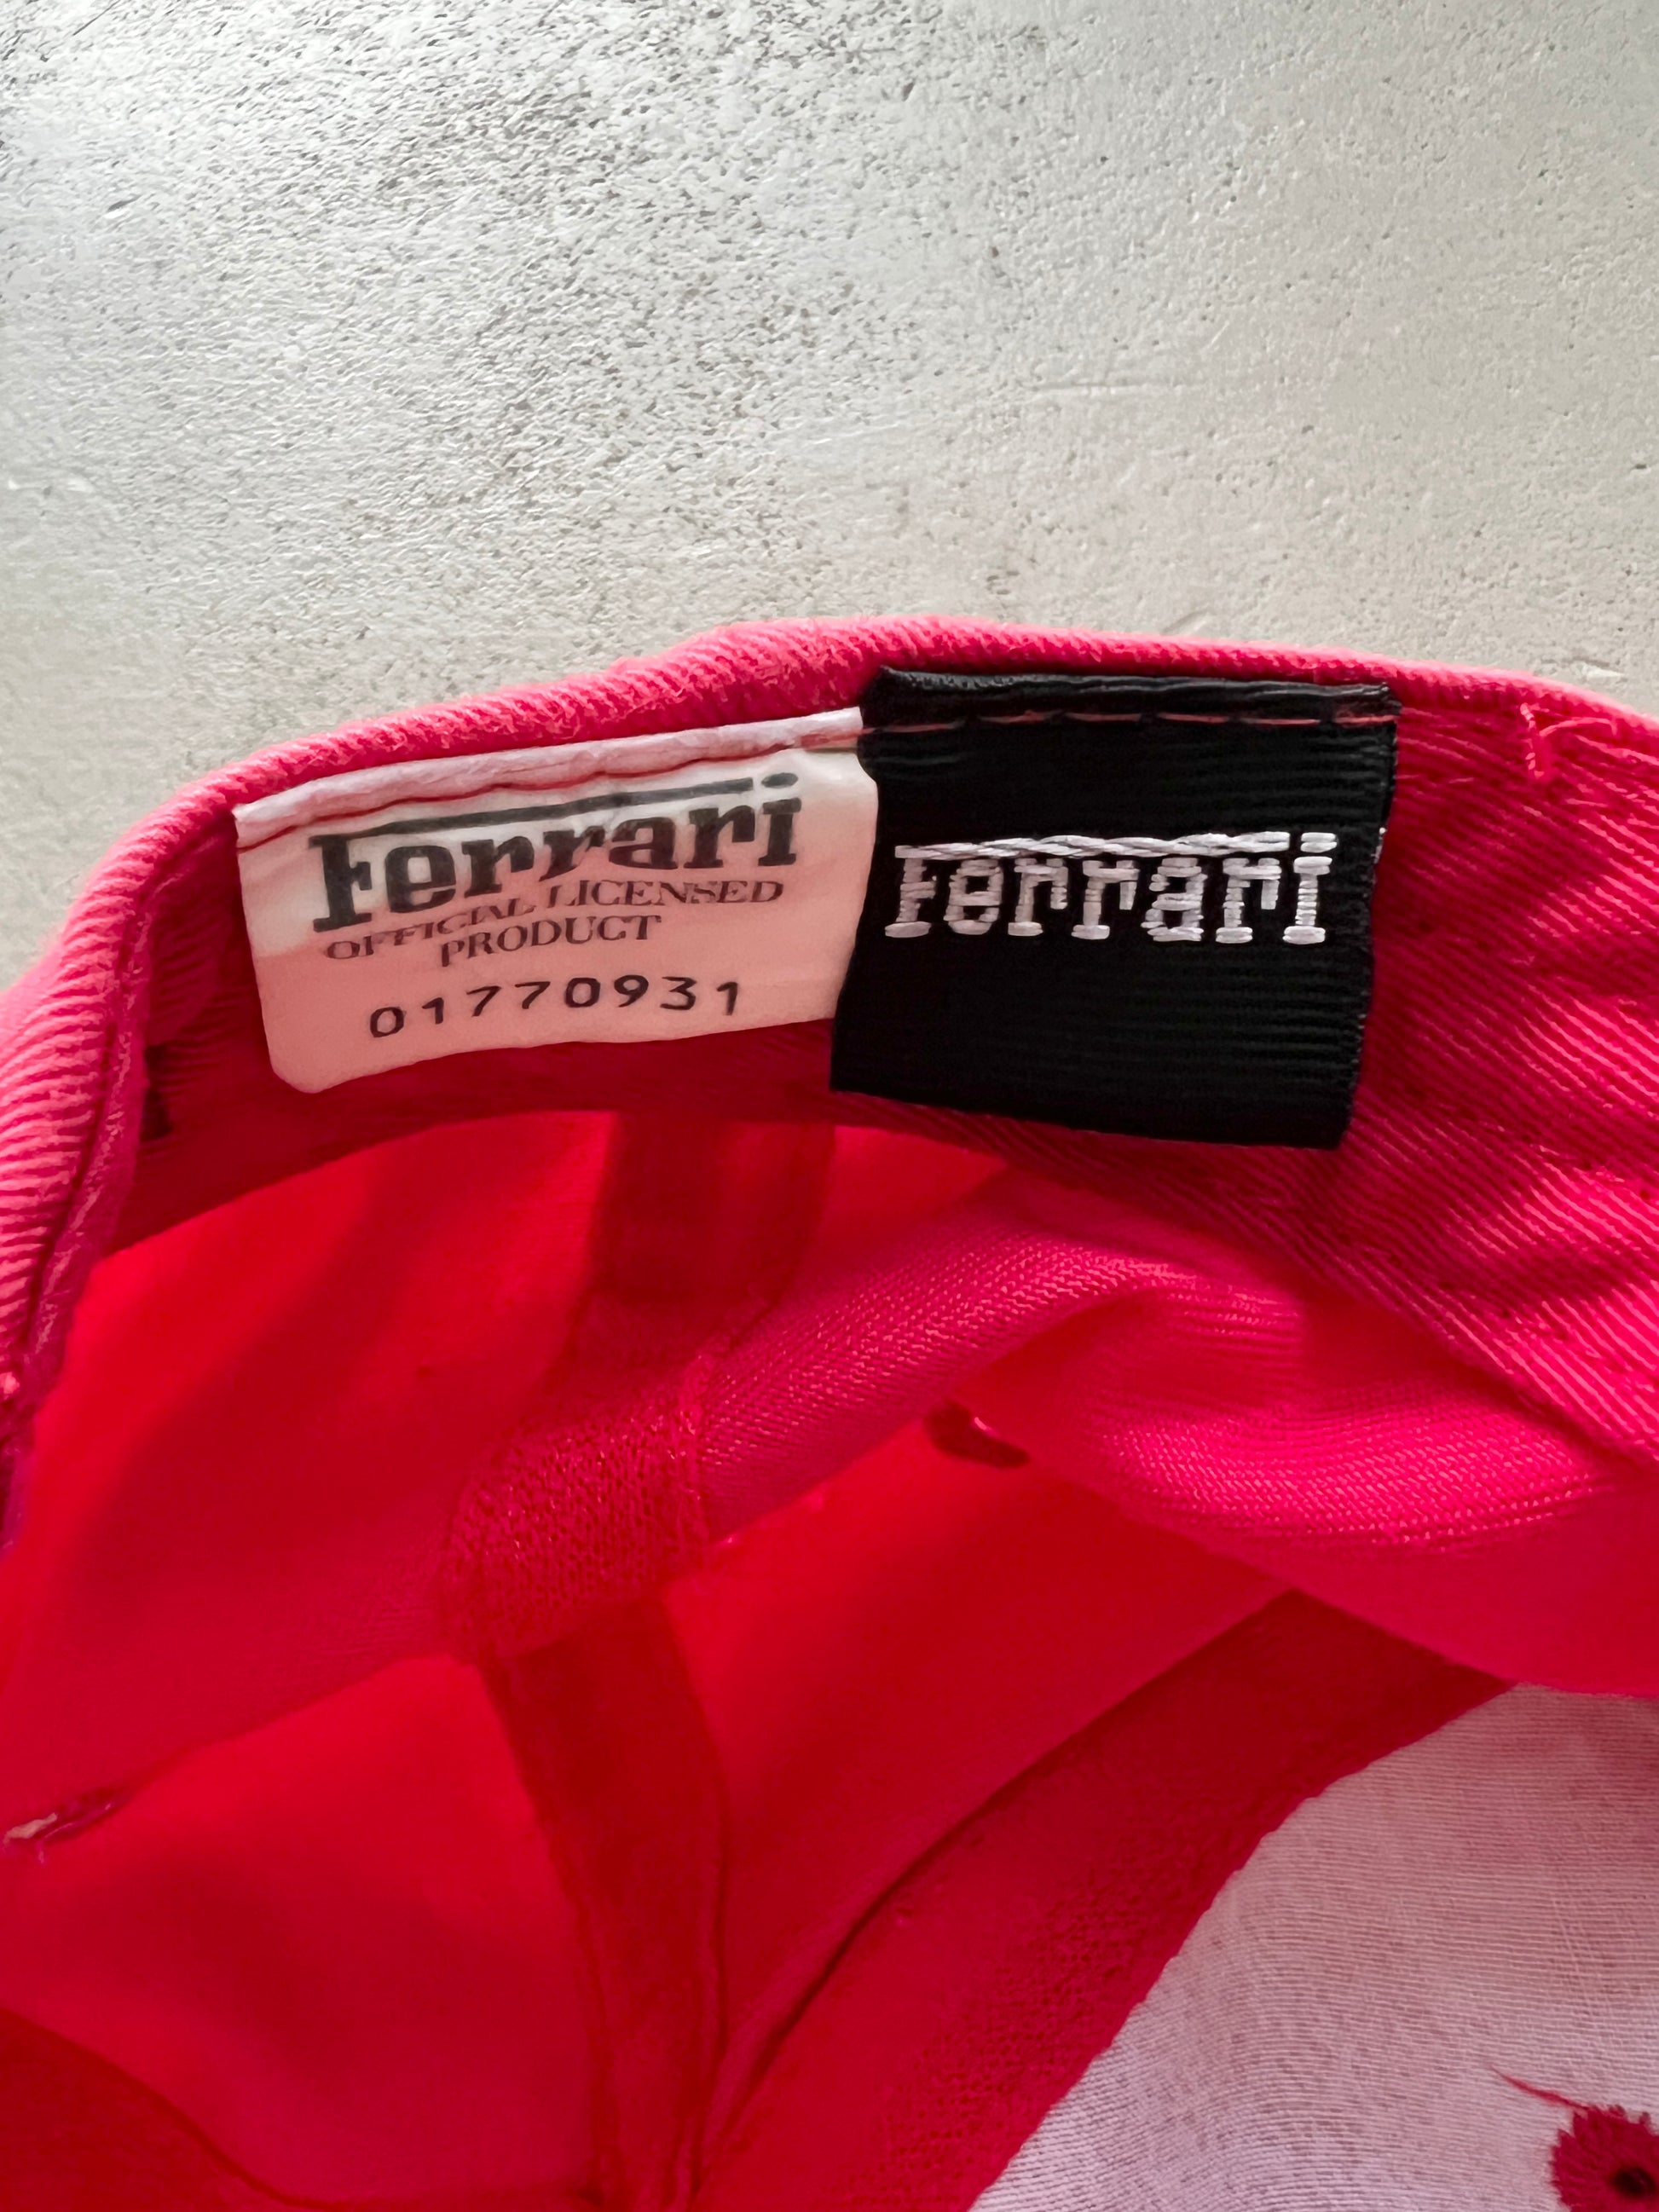 Ferrari
OFFICIAL LICENSED
PRODUCT
01770931
Ferrari